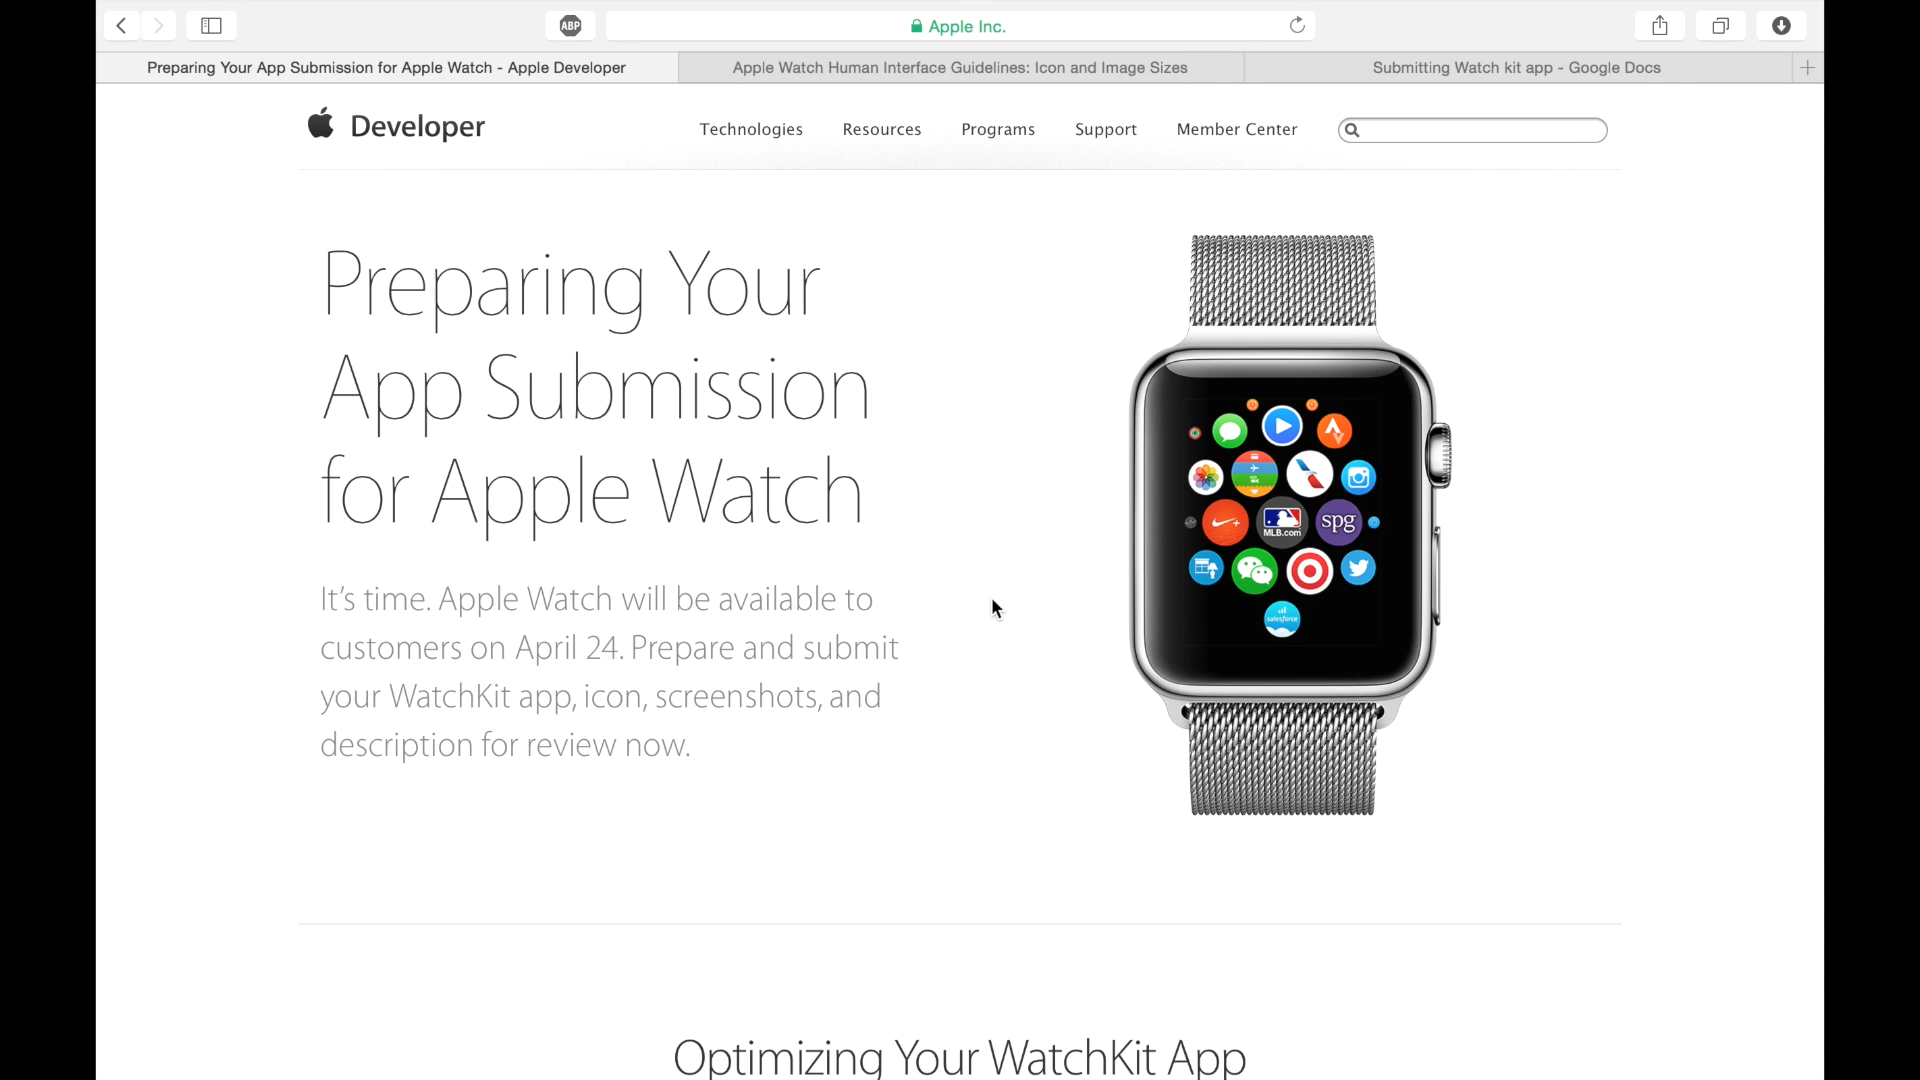 ABP
Apple Inc.
Preparing Your App Submission for Apple Watch - Apple Developer
Apple Watch Human Interface Guidelines: Icon and Image Sizes
Submitting Watch kit app - Google Docs
Developer
Technologies
Resources
Programs
Support
Member Center
Preparing Your
App Submission
for Apple Watch
It's time. Apple Watch will be available to
customers on April 24. Prepare and submit
your WatchKit app, icon, screenshots, and
description for review now.
MLB.com
spg
salesforce
Optimizing Your WatchKit App